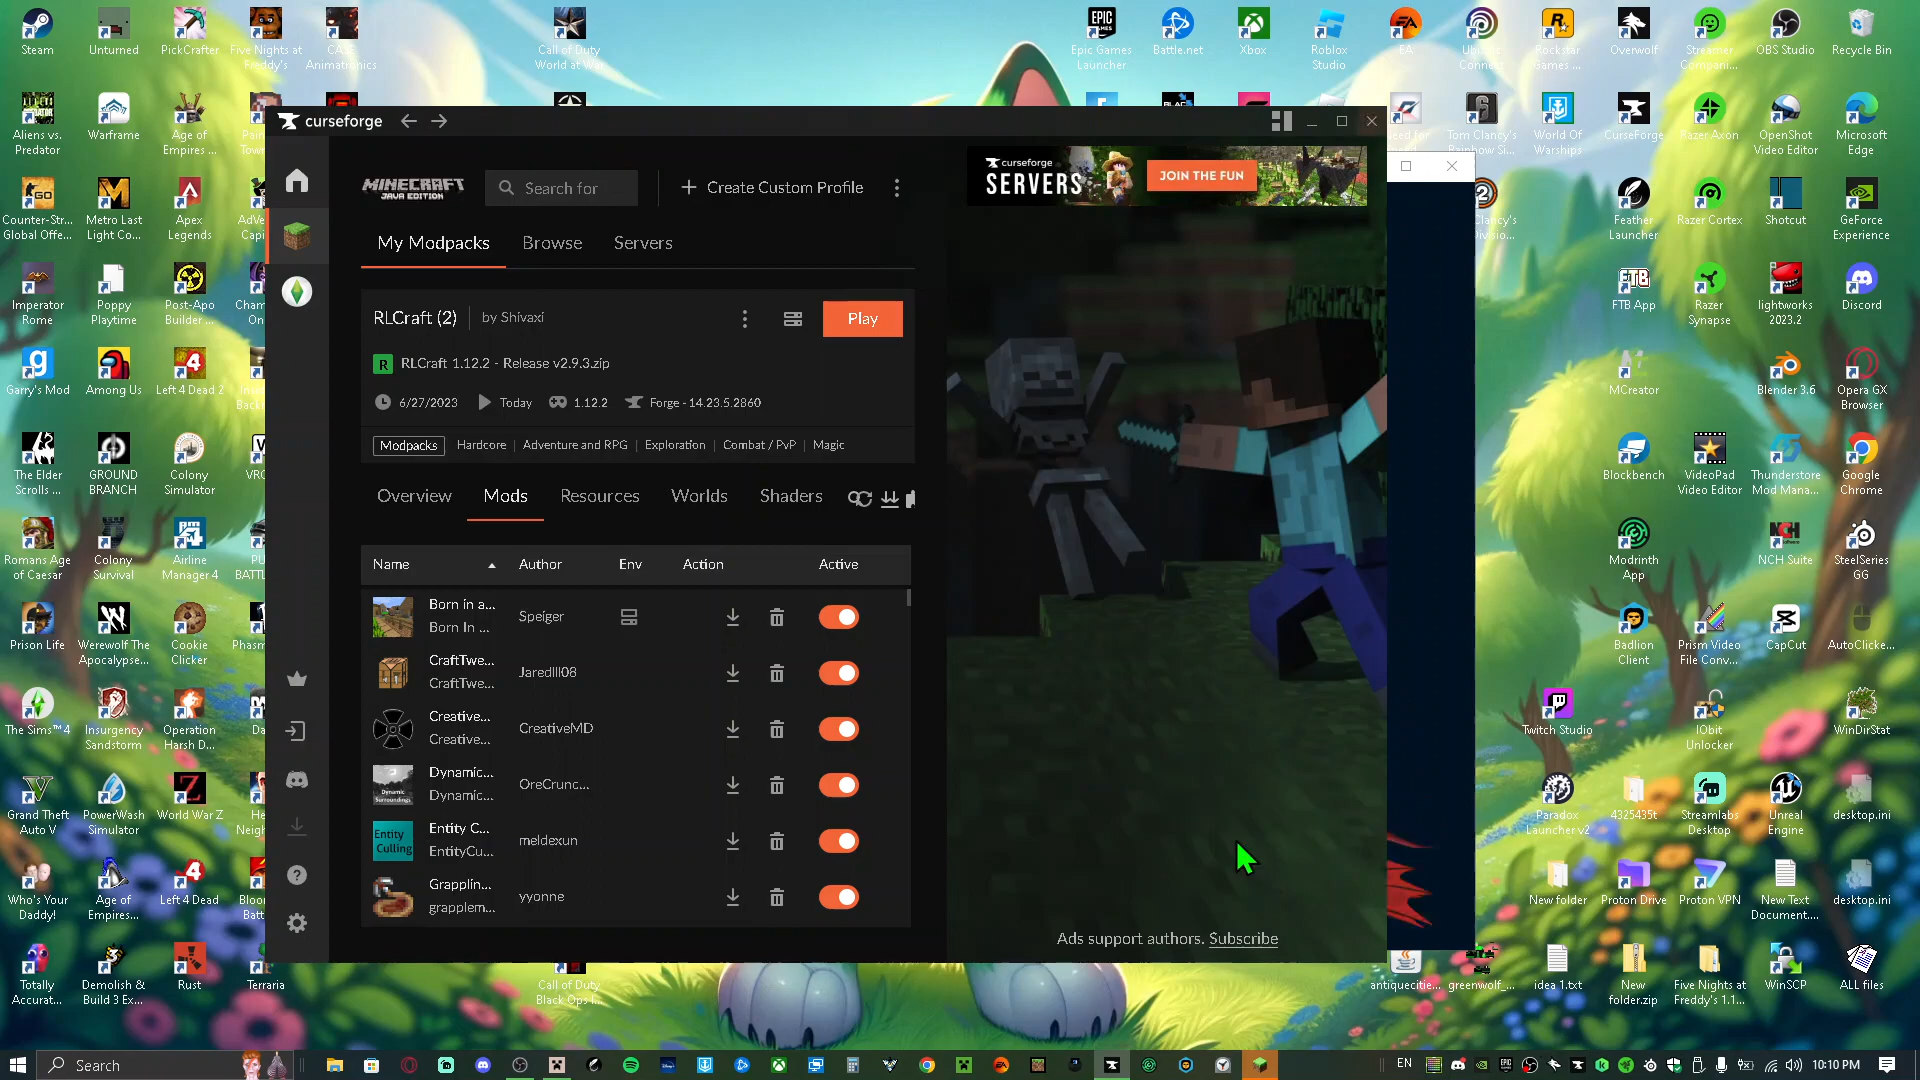 Steam
Unturned
PickCrafter
Five Nights at
Freddy's
CASE
Animatronics
Call of Duty
World at War
Epic Games
Launcher
Battle.net
Xbox
Roblox
Studio
EA
Ubisoft
Connect
Rockstar
Games ...
Overwolf
Streamer
Compani...
OBS Studio
Recycle Bin
Aliens vs.
Predator
Warframe
Age of
Empires ...
World Of
Warships
CurseForge
Razer Axon
OpenShot
Video Editor
Microsoft
Edge
Tom Clancy's
Rainbow Si...
curseforge
MINECRAFT
JAVA EDITION
Search for
Create Custom Profile
curseforge
SERVERS
JOIN THE FUN
My Modpacks
Browse
Servers
RLCraft (2)
by Shivaxi
Play
R
RLCraft 1.12.2 - Release v2.9.3.zip
6/27/2023
Today
1.12.2
Forge - 14.23.5.2860
Modpacks
Hardcore
Adventure and RPG
Exploration
Combat / PvP
Magic
Overview
Mods
Resources
Worlds
Shaders
Name
Author
Env
Action
Active
Born in a...
Born In ...
Speiger
CraftTwe...
CraftTwe...
Jaredlll08
Creative...
Creative...
CreativeMD
Dynamic
Surroundings
Dynamic...
Dynamic...
OreCrunc...
Entity
Culling
Entity C...
EntityCu...
meldexun
Grapplin...
grapplem...
yyonne
Ads support authors. Subscribe
Counter-Str...
Global Offe...
Metro Last
Light Co...
Apex
Legends
Feather
Launcher
Razer Cortex
Shotcut
GeForce
Experience
Imperator
Rome
Poppy
Playtime
Post-Apo
Builder ...
FTB App
Razer
Synapse
lightworks
2023.2
Discord
Garry's Mod
Among Us
Left 4 Dead 2
MCreator
Blender 3.6
Opera GX
Browser
The Elder
Scrolls ...
GROUND
BRANCH
Colony
Simulator
Blockbench
VideoPad
Video Editor
Thunderstore
Mod Mana...
Google
Chrome
Romans Age
of Caesar
Colony
Survival
Airline
Manager 4
Modrinth
App
NCH Suite
SteelSeries
GG
Prison Life
Werewolf The
Apocalypse...
Cookie
Clicker
Badlion
Client
Prism Video
File Conv...
CapCut
AutoClicke...
The Sims™ 4
Insurgency
Sandstorm
Operation
Harsh D...
Twitch Studio
IObit
Unlocker
WinDirStat
Grand Theft
Auto V
PowerWash
Simulator
World War Z
Paradox
Launcher v2
4325435t
Streamlabs
Desktop
Unreal
Engine
desktop.ini
Who's Your
Daddy!
Age of
Empires...
Left 4 Dead
New folder
Proton Drive
Proton VPN
New Text
Document....
desktop.ini
Totally
Accurat...
Demolish &
Build 3 Ex...
Rust
Terraria
Call of Duty
Black Ops I...
antiquecitie...
greenwolf_...
idea 1.txt
New
folder.zip
Five Nights at
Freddy's 1.1...
WinSCP
ALL files
Search
EN
10:10 PM